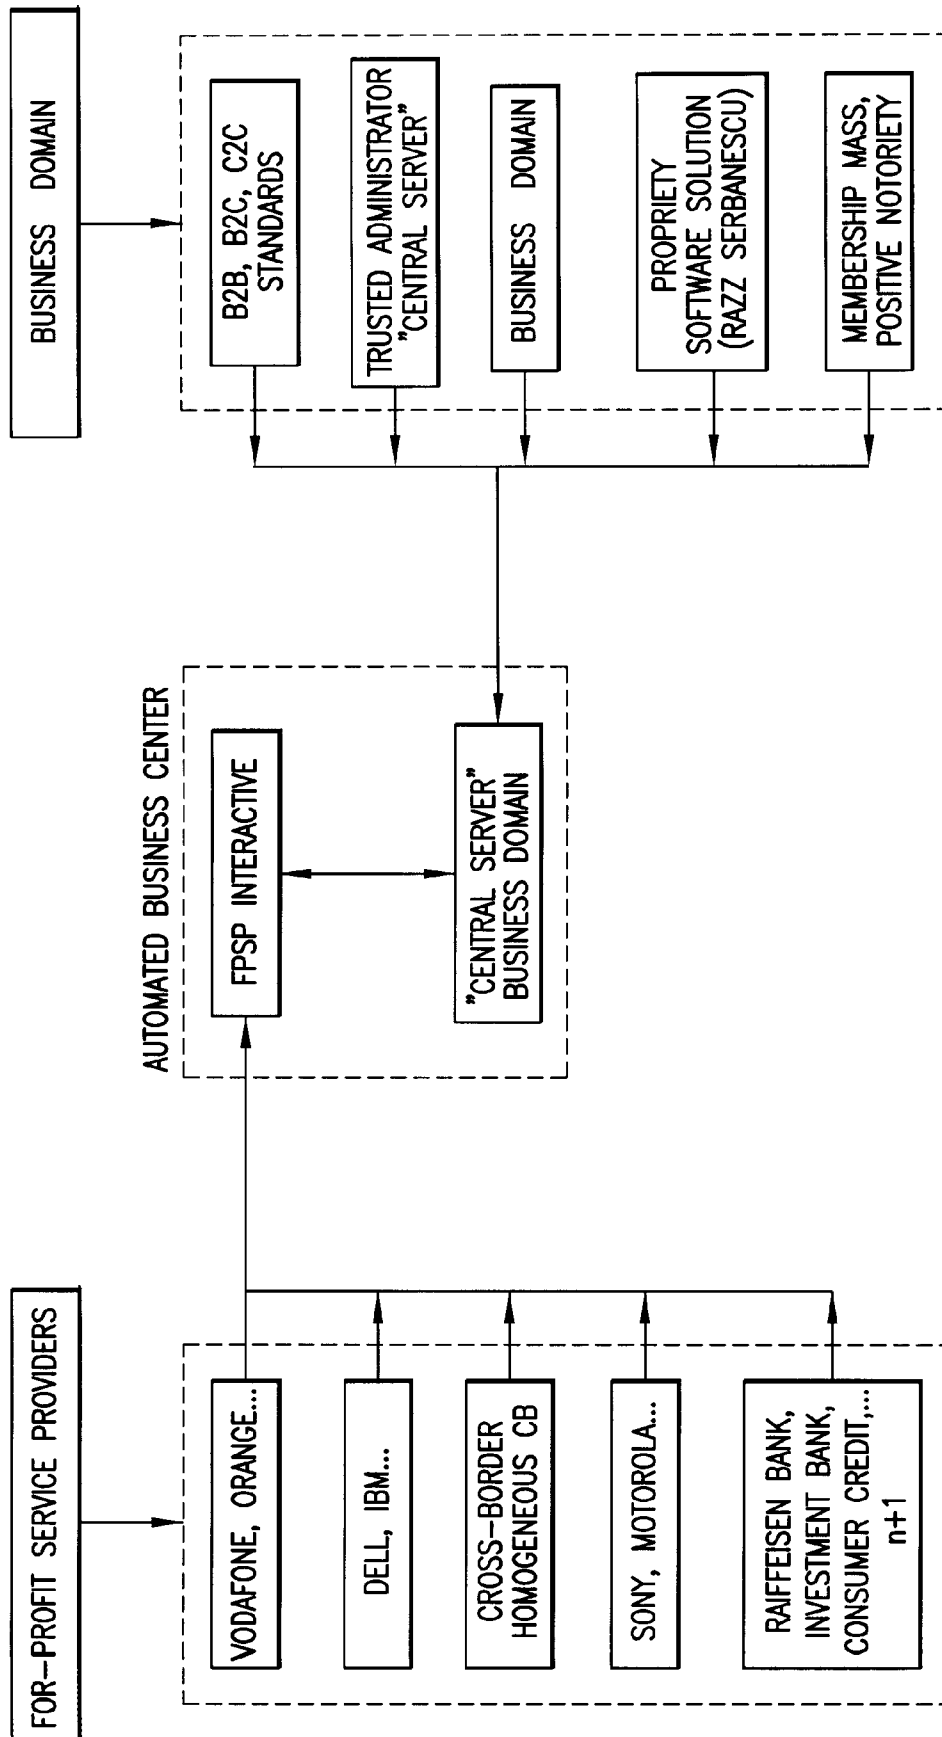 FOR-PROFIT SERVICE PROVIDERS
VODAFONE, ORANGE...
DELL, IBM...
CROSS-BORDER
HOMOGENEOUS CB
SONY, MOTOROLA...
RAIFFEISEN BANK,
INVESTMENT BANK,
CONSUMER CREDIT,...
n+1
AUTOMATED BUSINESS CENTER
FPSP INTERACTIVE
"CENTRAL SERVER"
BUSINESS DOMAIN
BUSINESS DOMAIN
B2B, B2C, C2C
STANDARDS
TRUSTED ADMINISTRATOR
"CENTRAL SERVER"
BUSINESS DOMAIN
PROPRIETY
SOFTWARE SOLUTION
(RAZZ SERBANESCU)
MEMBERSHIP MASS,
POSITIVE NOTORIETY